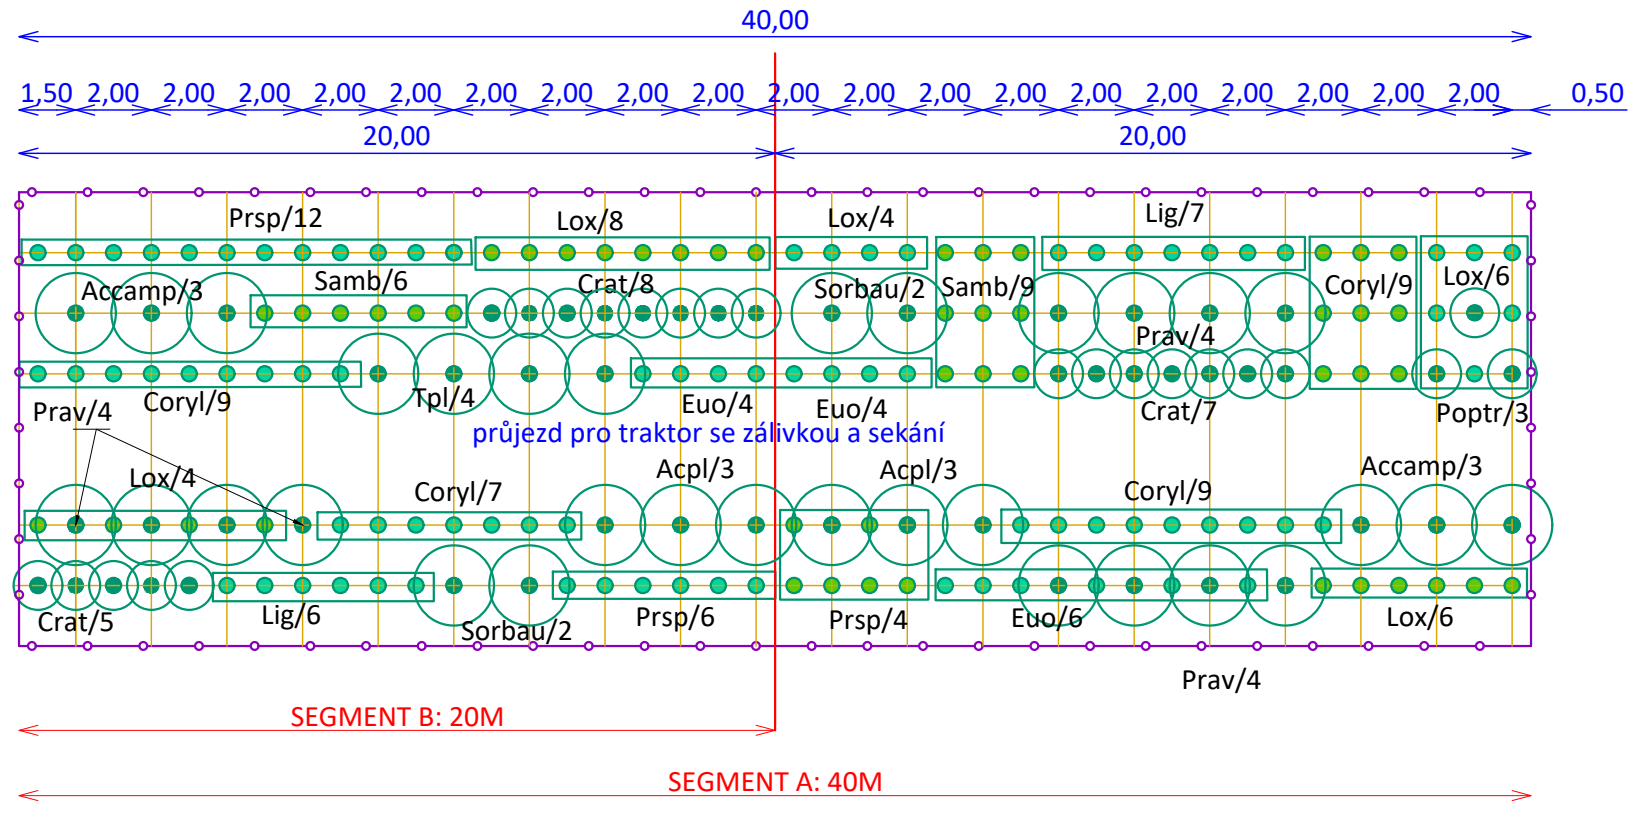 40,00
1,50 2,00 2,00 2,00 2,00 2,00 2,00 2,00 2,00 2,00 2,00 2,00 2,00 2,00 2,00 2,00 2,00 2,00 2,00 2,00 0,50
20,00 20,00
Prsp/12 Lox/8 Lox/4 Lig/7
Accamp/3 Samb/6 Crat/8 Sorbau/2 Samb/9 Prav/4 Coryl/9 Lox/6
Prav/4 Coryl/9 Tpl/4 Euo/4 Euo/4 Crat/7 Poptr/3
průjezd pro traktor se zálivkou a sekání
Lox/4 Coryl/7 Acpl/3 Acpl/3 Coryl/9 Accamp/3
Crat/5 Lig/6 Sorbau/2 Prsp/6 Prsp/4 Euo/6 Lox/6
Prav/4
SEGMENT B: 20M
SEGMENT A: 40M